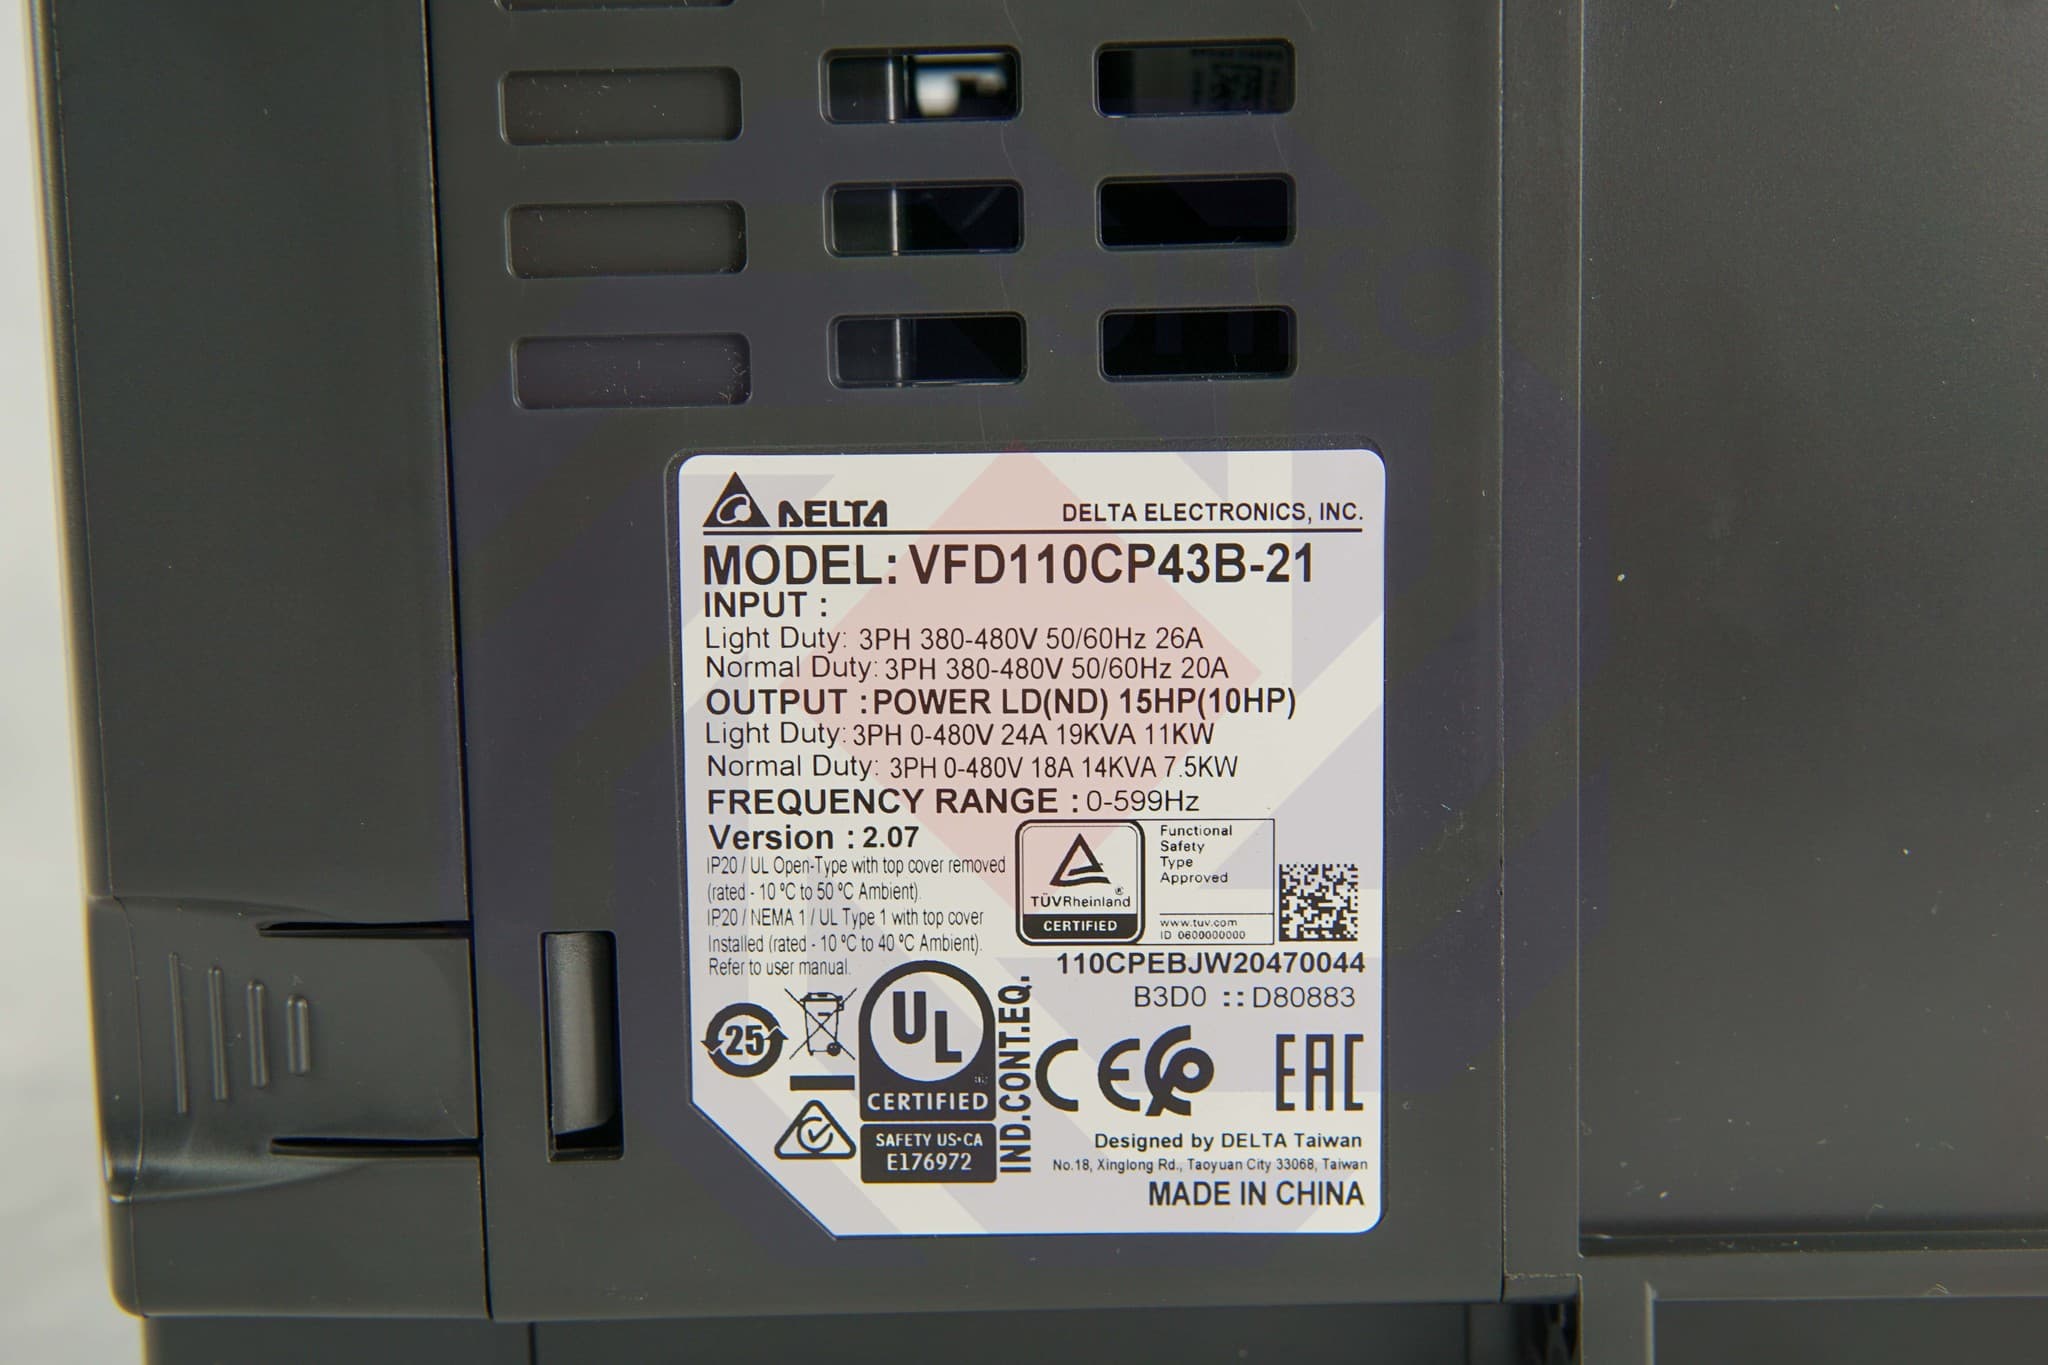 DELTA DELTA ELECTRONICS, INC.
MODEL: VFD110CP43B-21
INPUT :
Light Duty: 3PH 380-480V 50/60Hz 26A
Normal Duty: 3PH 380-480V 50/60Hz 20A
OUTPUT : POWER LD(ND) 15HP(10HP)
Light Duty: 3PH 0-480V 24A 19KVA 11KW
Normal Duty: 3PH 0-480V 18A 14KVA 7.5KW
FREQUENCY RANGE : 0-599Hz
Version : 2.07
IP20 / UL Open-Type with top cover removed
(rated - 10 ºC to 50 ºC Ambient).
IP20 / NEMA 1 / UL Type 1 with top cover
Installed (rated - 10 ºC to 40 ºC Ambient).
Refer to user manual.
TÜVRheinland ®
CERTIFIED
Functional
Safety
Type
Approved
www.tuv.com
ID 0600000000
110CPEBJW20470044
B3D0 :: D80883
25
UL
CERTIFIED
SAFETY US-CA
E176972
IND.CONT.EQ.
CE
EAC
Designed by DELTA Taiwan
No.18, Xinglong Rd., Taoyuan City 33068, Taiwan
MADE IN CHINA